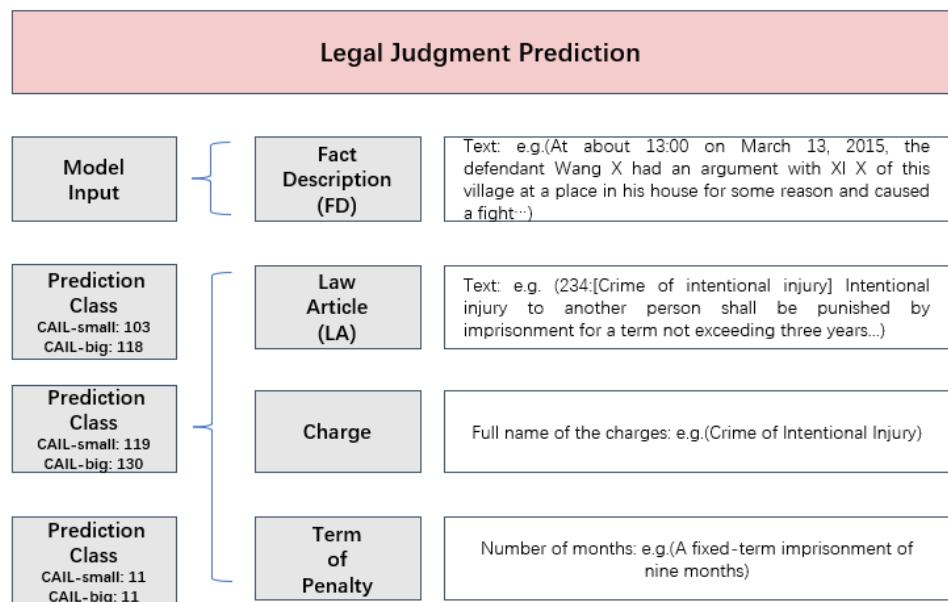 Legal Judgment Prediction
Model
Input
Fact
Description
(FD)
Text: e.g.(At about 13:00 on March 13, 2015, the
defendant Wang X had an argument with XI X of this
village at a place in his house for some reason and caused
a fight···)
Prediction
Class
CAIL-small: 103
CAIL-big: 118
Law
Article
(LA)
Text: e.g. (234:[Crime of intentional injury] Intentional
injury to another person shall be punished by
imprisonment for a term not exceeding three years...)
Prediction
Class
CAIL-small: 119
CAIL-big: 130
Charge
Full name of the charges: e.g.(Crime of Intentional Injury)
Prediction
Class
CAIL-small: 11
CAIL-big: 11
Term
of
Penalty
Number of months: e.g.(A fixed-term imprisonment of
nine months)